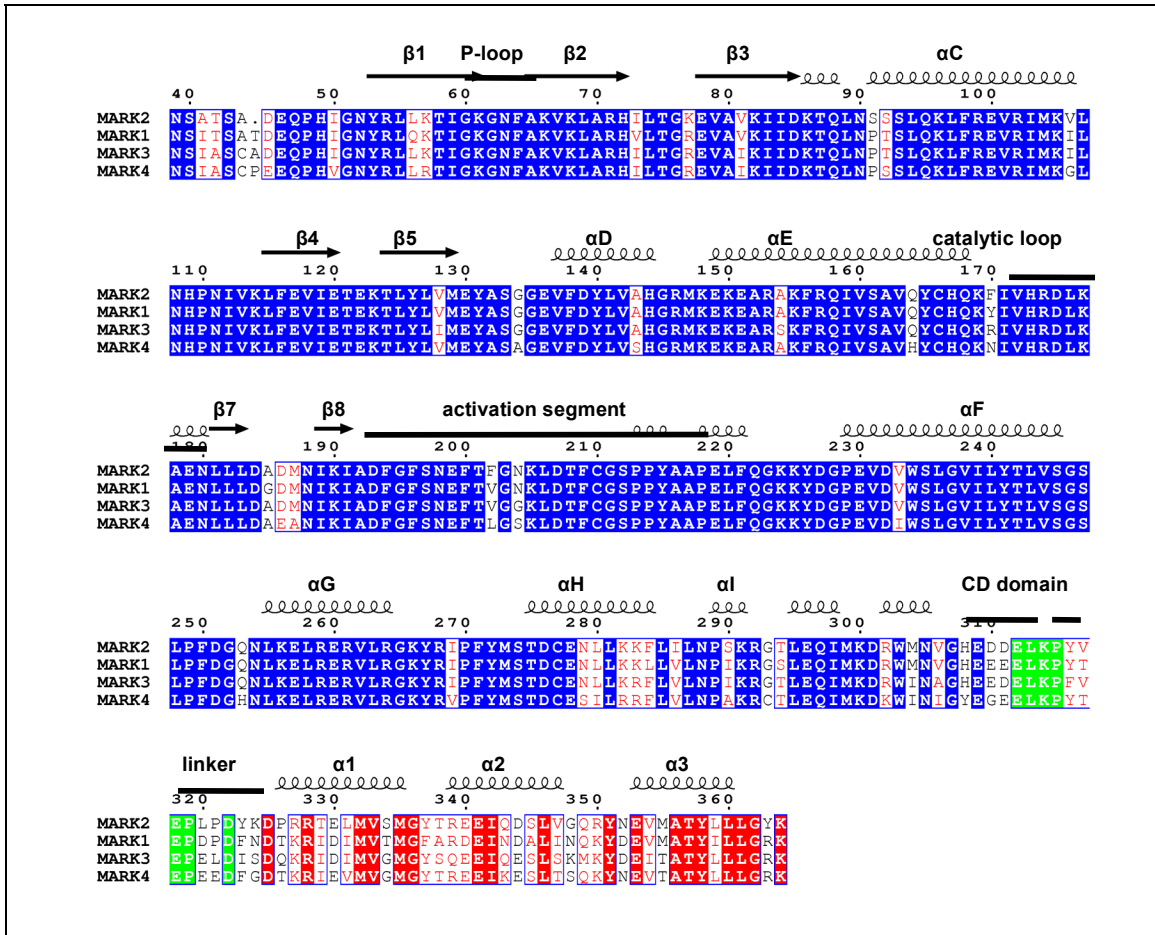 β1 P-loop β2 β3 αC
40 50 60 70 80 90 100
MARK2 NSATSA.DEQPHIGNYRLLKTIGKGNFAKVKLARHILTGKEVAVKIIDKTQLNSSSLQKLFREVRIMKVL
MARK1 NSITSATDEQPHIGNYRLQKTIGKGNFAKVKLARHVLTGREVAVKIIDKTQLNPTSLQKLFREVRIMKIL
MARK3 NSIASCADEQPHIGNYRLLKTIGKGNFAKVKLARHILTGREVAIKIIDKTQLNPTSLQKLFREVRIMKIL
MARK4 NSIASCPEEQPHVGNYRLLRTIGKGNFAKVKLARHILTGREVAIKIIDKTQLNPSSLQKLFREVRIMKGL
β4 β5 αD αE catalytic loop
110 120 130 140 150 160 170
MARK2 NHPNIVKLFEVIETEKTLYLVMEYASGGEVFDYLVAHGRMKEKEARAKFRQIVSAVQYCHQKFIVHRDLK
MARK1 NHPNIVKLFEVIETEKTLYLVMEYASGGEVFDYLVAHGRMKEKEARAKFRQIVSAVQYCHQKYIVHRDLK
MARK3 NHPNIVKLFEVIETEKTLYLIMEYASGGEVFDYLVAHGRMKEKEARSKFRQIVSAVQYCHQKRIVHRDLK
MARK4 NHPNIVKLFEVIETEKTLYLVMEYASAGEVFDYLVSHGRMKEKEARAKFRQIVSAVHYCHQKNIVHRDLK
β7 β8 activation segment αF
180 190 200 210 220 230 240
MARK2 AENLLLDADMNIKIADFGFSNEFTFGNKLDTFCGSPPYAAPELFQGKKYDGPEVDVWSLGVILYTLVSGS
MARK1 AENLLLDGDMNIKIADFGFSNEFTVGNKLDTFCGSPPYAAPELFQGKKYDGPEVDVWSLGVILYTLVSGS
MARK3 AENLLLDADMNIKIADFGFSNEFTVGGKLDTFCGSPPYAAPELFQGKKYDGPEVDVWSLGVILYTLVSGS
MARK4 AENLLLDAEANIKIADFGFSNEFTLGSKLDTFCGSPPYAAPELFQGKKYDGPEVDIWSLGVILYTLVSGS
αG αH αI CD domain
250 260 270 280 290 300 310
MARK2 LPFDGQNLKELRERVLRGKYRIPFYMSTDCENLLKKFLILNPSKRGTLEQIMKDRWMNVGHEDDELKPYV
MARK1 LPFDGQNLKELRERVLRGKYRIPFYMSTDCENLLKKLLVLNPIKRGSLEQIMKDRWMNVGHEEEELKPYT
MARK3 LPFDGQNLKELRERVLRGKYRIPFYMSTDCENLLKRFLVLNPIKRGTLEQIMKDRWINAGHEEDELKPFV
MARK4 LPFDGHNLKELRERVLRGKYRVPFYMSTDCESILRRFLVLNPAKRCTLEQIMKDKWINIGYEGEELKPYT
linker α1 α2 α3
320 330 340 350 360
MARK2 EPLPDYKDPRRTELMVSMGYTREEIQDSLVGQRYNEVMATYLLLGYK
MARK1 EPDPDFNDTKRIDIMVTMGFARDEINDALINQKYDEVMATYILLGRK
MARK3 EPELDISDQKRIDIMVGMGYSQEEIQESLSKMKYDEITATYLLLGRK
MARK4 EPEEDFGDTKRIEVMVGMGYTREEIKESLTSQKYNEVTATYLLLGRK